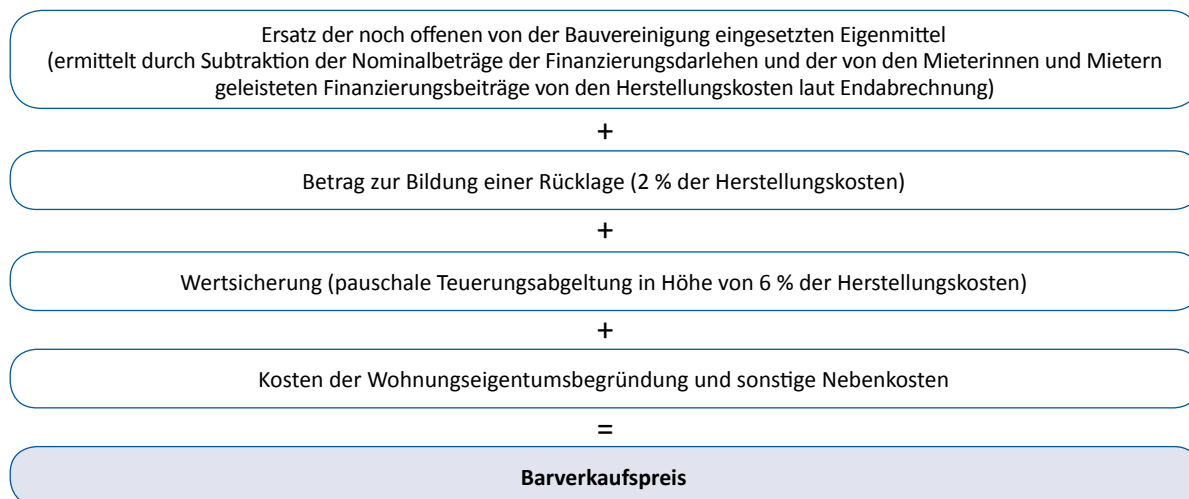 Ersatz der noch offenen von der Bauvereinigung eingesetzten Eigenmittel
(ermittelt durch Subtraktion der Nominalbeträge der Finanzierungsdarlehen und der von den Mieterinnen und Mietern
geleisteten Finanzierungsbeiträge von den Herstellungskosten laut Endabrechnung)
+
Betrag zur Bildung einer Rücklage (2 % der Herstellungskosten)
+
Wertsicherung (pauschale Teuerungsabgeltung in Höhe von 6 % der Herstellungskosten)
+
Kosten der Wohnungseigentumsbegründung und sonstige Nebenkosten
=
Barverkaufspreis